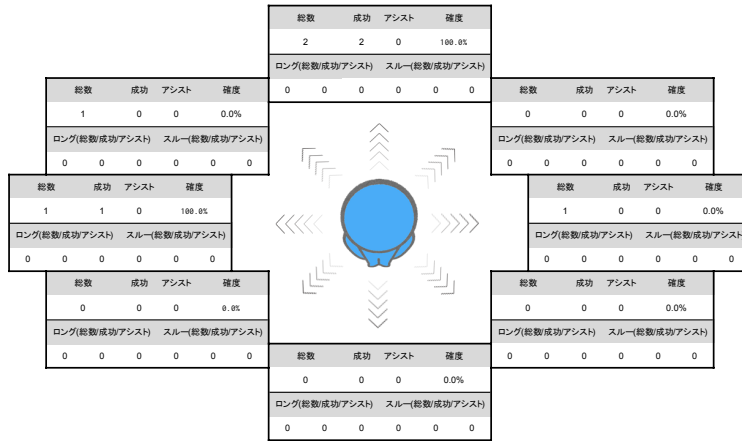 総数 成功 アシスト 確度
2 2 0 100.0%
ロング(総数/成功/アシスト) スルー(総数/成功/アシスト)
0 0 0 0 0 0
総数 成功 アシスト 確度
1 0 0 0.0%
ロング(総数/成功/アシスト) スルー(総数/成功/アシスト)
0 0 0 0 0 0
総数 成功 アシスト 確度
0 0 0 0.0%
ロング(総数/成功/アシスト) スルー(総数/成功/アシスト)
0 0 0 0 0 0
総数 成功 アシスト 確度
1 1 0 100.0%
ロング(総数/成功/アシスト) スルー(総数/成功/アシスト)
0 0 0 0 0 0
総数 成功 アシスト 確度
1 0 0 0.0%
ロング(総数/成功/アシスト) スルー(総数/成功/アシスト)
0 0 0 0 0 0
総数 成功 アシスト 確度
0 0 0 0.0%
ロング(総数/成功/アシスト) スルー(総数/成功/アシスト)
0 0 0 0 0 0
総数 成功 アシスト 確度
0 0 0 0.0%
ロング(総数/成功/アシスト) スルー(総数/成功/アシスト)
0 0 0 0 0 0
総数 成功 アシスト 確度
0 0 0 0.0%
ロング(総数/成功/アシスト) スルー(総数/成功/アシスト)
0 0 0 0 0 0